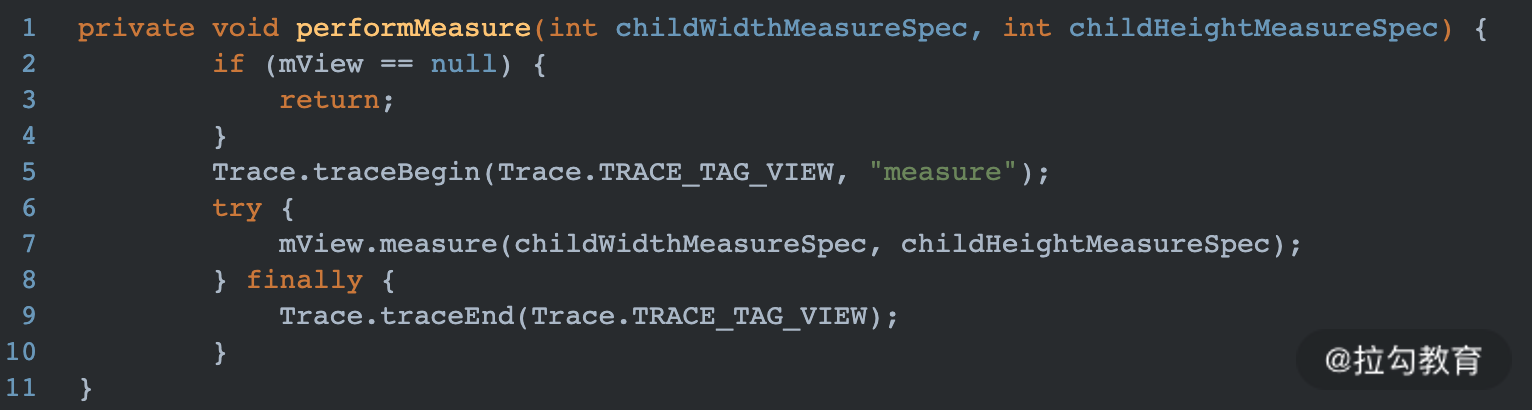 1 private void performMeasure(int childWidthMeasureSpec, int childHeightMeasureSpec) {
2 if (mView == null) {
3 return;
4 }
5 Trace.traceBegin(Trace.TRACE_TAG_VIEW, "measure");
6 try {
7 mView.measure(childWidthMeasureSpec, childHeightMeasureSpec);
8 } finally {
9 Trace.traceEnd(Trace.TRACE_TAG_VIEW);
10 }
11 }
@拉勾教育